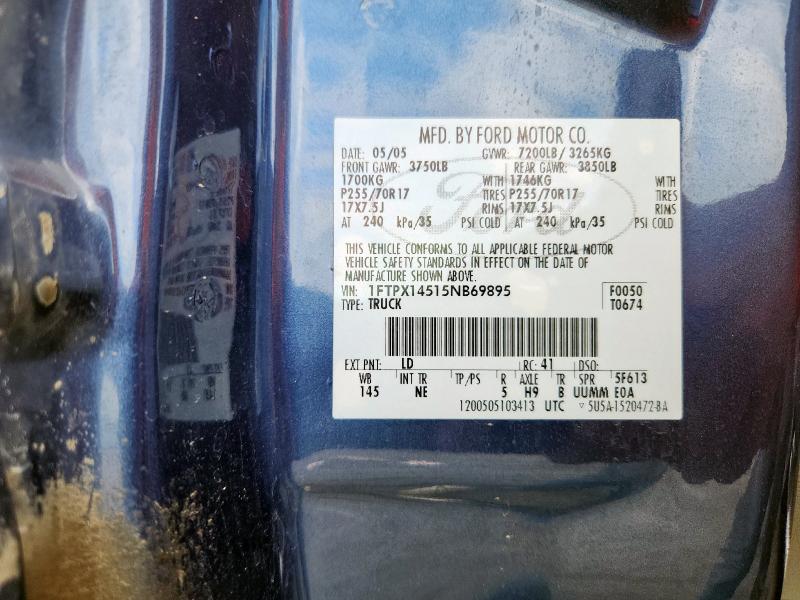 MFD. BY FORD MOTOR CO.
DATE: 05/05 GVWR: 7200LB/ 3265KG
FRONT GAWR: 3750LB REAR GAWR: 3850LB
1700KG WITH 1746KG WITH
P255/70R17 TIRES P255/70R17 TIRES
17X7.5J RIMS 17X7.5J RIMS
AT 240 kPa/35 PSI COLD AT 240 kPa/35 PSI COLD
Ford
THIS VEHICLE CONFORMS TO ALL APPLICABLE FEDERAL MOTOR
VEHICLE SAFETY STANDARDS IN EFFECT ON THE DATE OF
MANUFACTURE SHOWN ABOVE.
VIN: 1FTPX14515NB69895 F0050
TYPE: TRUCK T0674
EXT PNT: LD RC: 41 DSO:
WB INT TR TP/PS R AXLE TR SPR 5F613
145 NE 5 H9 B UUMM E0A
1200505103413 UTC ▽ 5U5A-1520472-BA